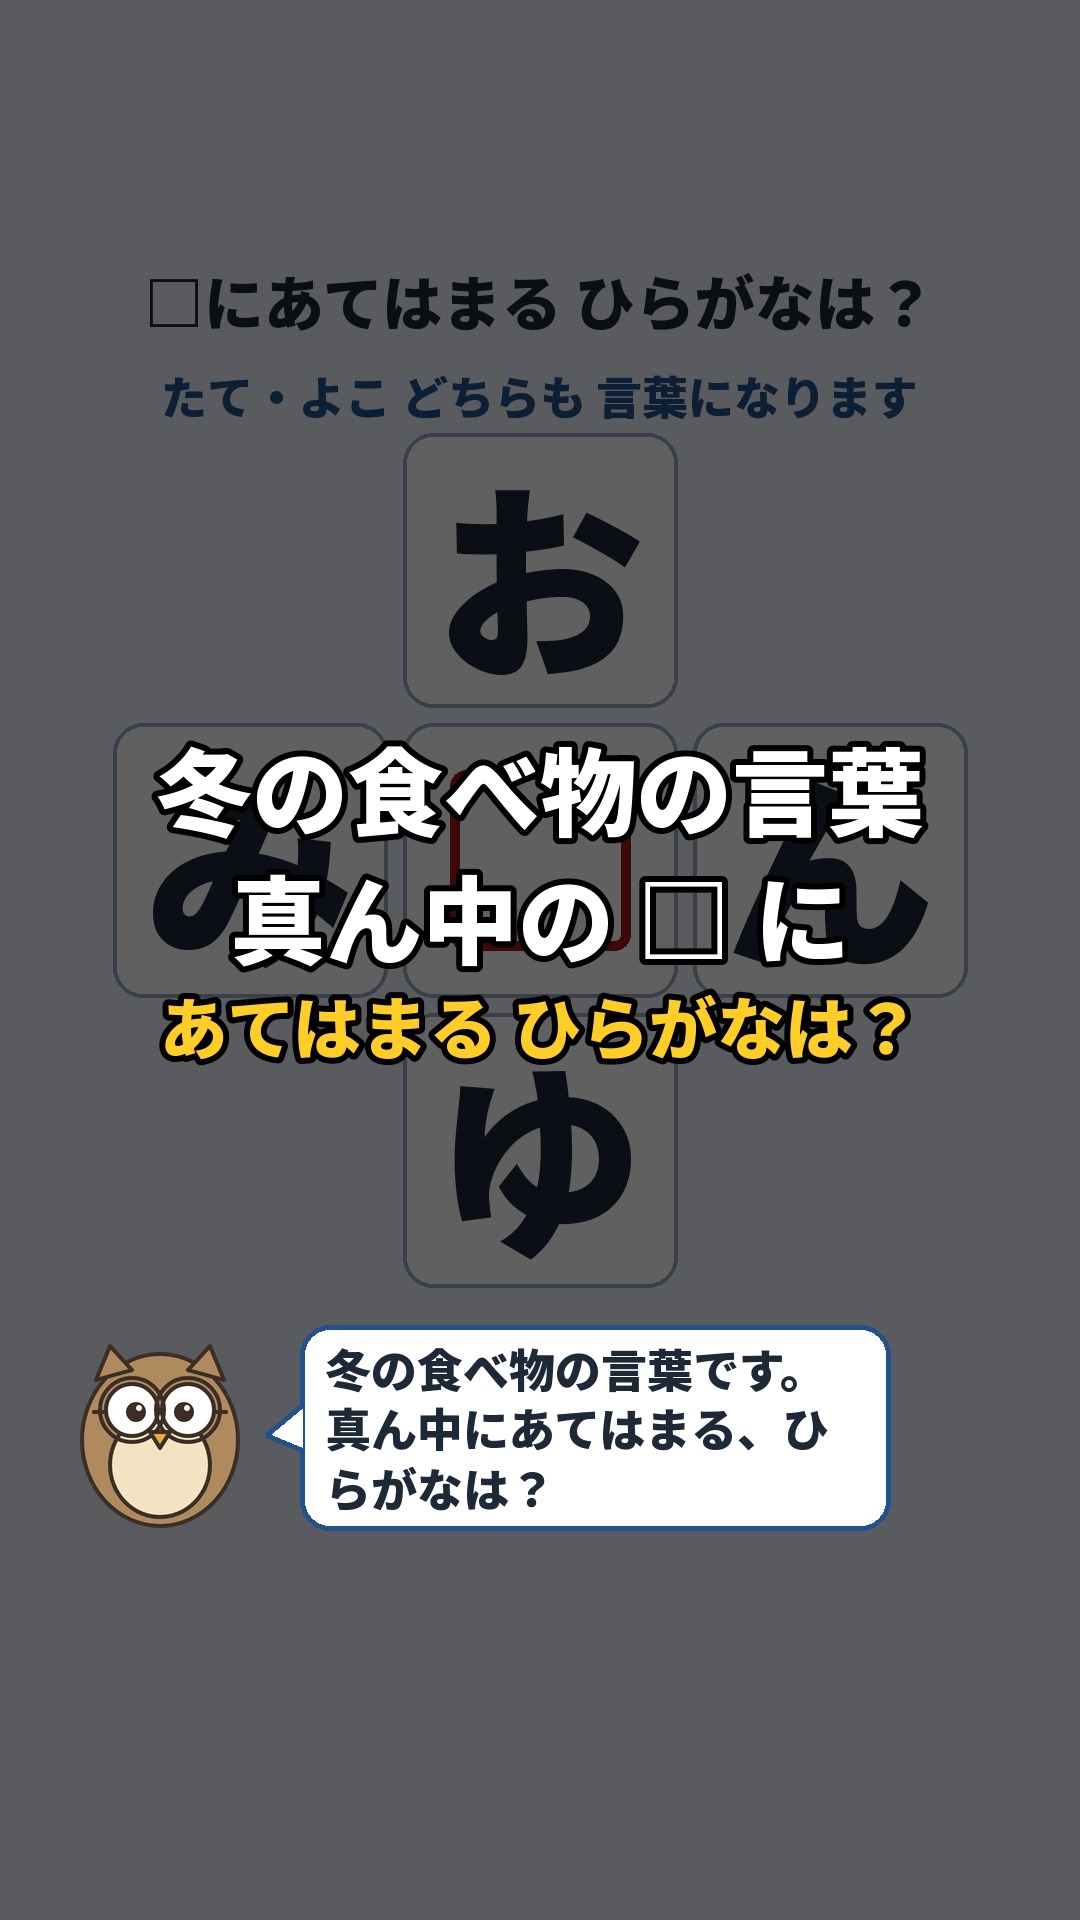 □にあてはまる ひらがなは？
たて・よこ どちらも 言葉になります
お
み □ ん
冬の食べ物の言葉
真ん中の □ に
あてはまる ひらがなは？
ゆ
冬の食べ物の言葉です。
真ん中にあてはまる、ひ
らがなは？